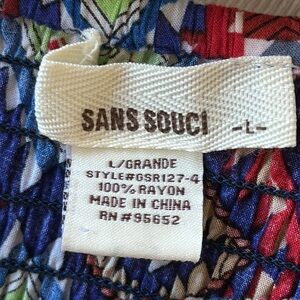 SANS SOUCI -L-
L/GRANDE
STYLE#GSR127-4
100% RAYON
MADE IN CHINA
RN #95652